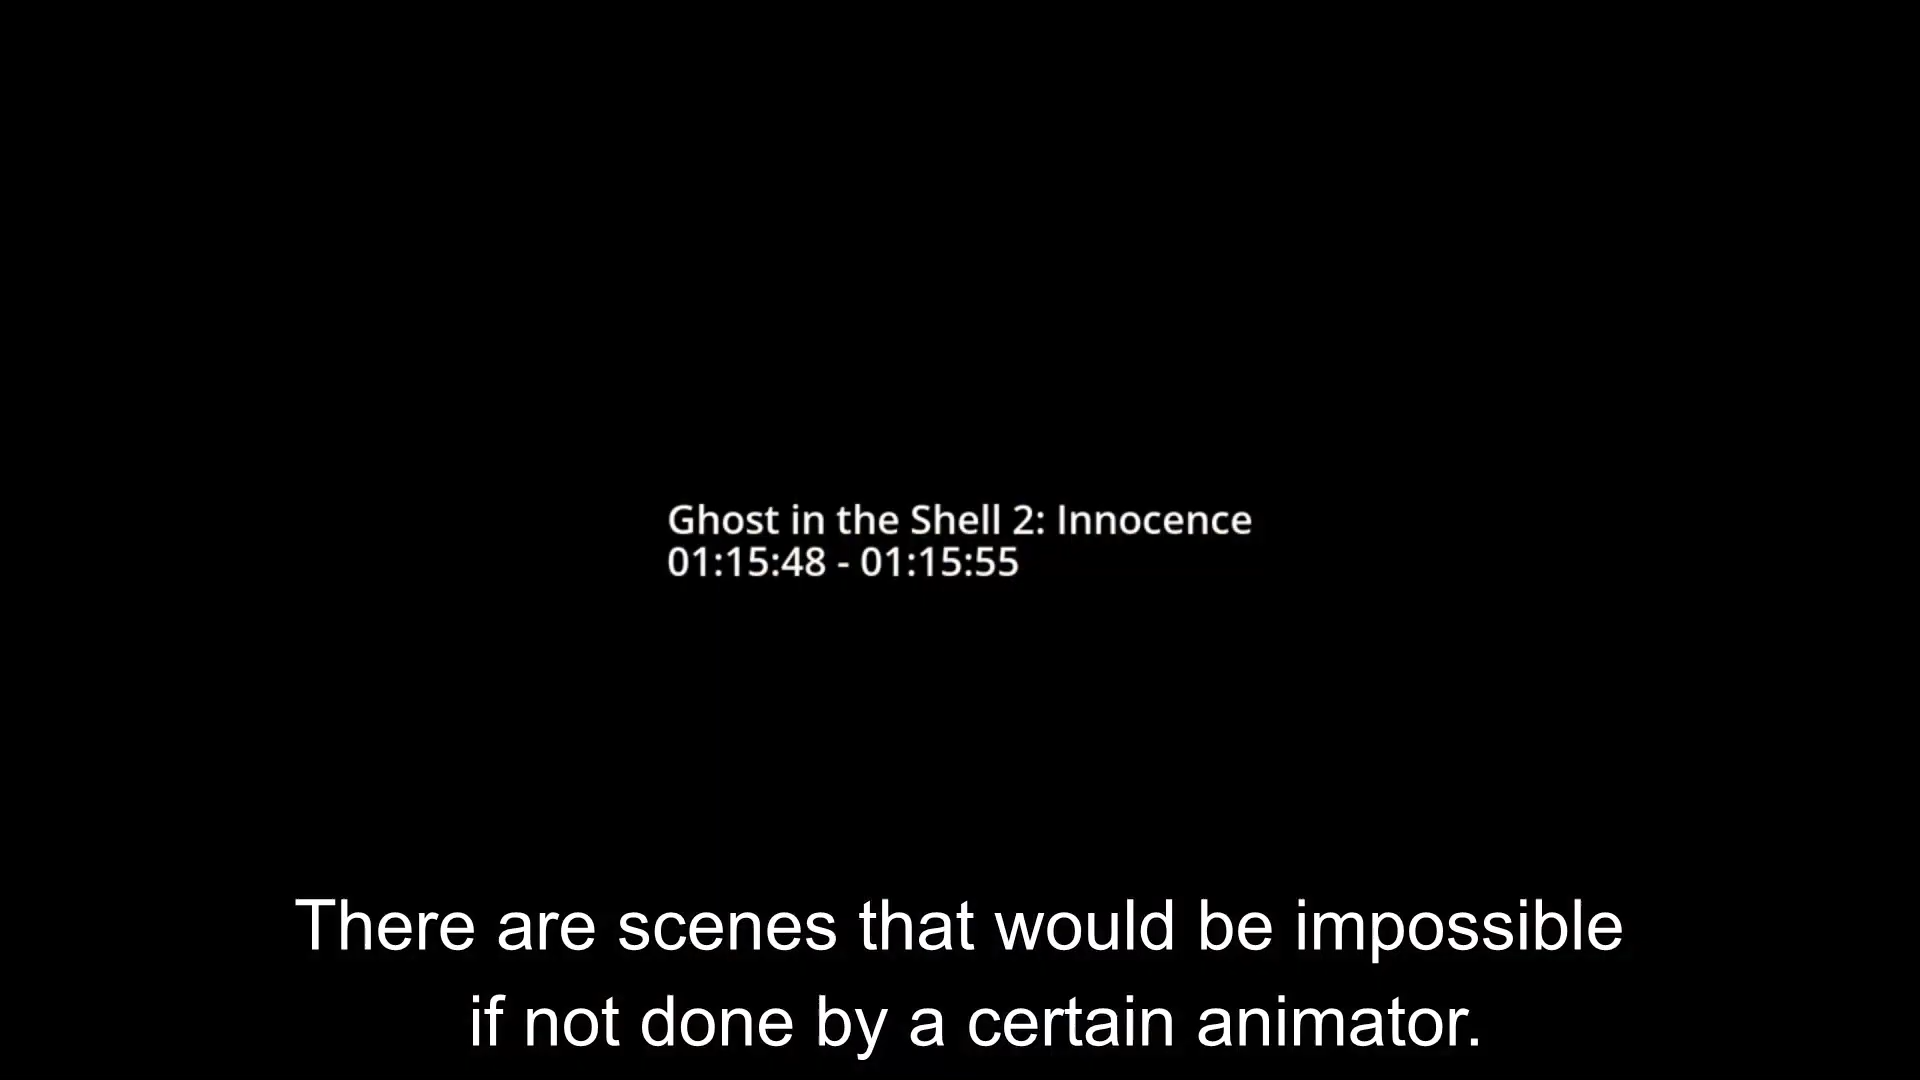 Ghost in the Shell 2: Innocence
01:15:48 - 01:15:55
There are scenes that would be impossible
if not done by a certain animator.